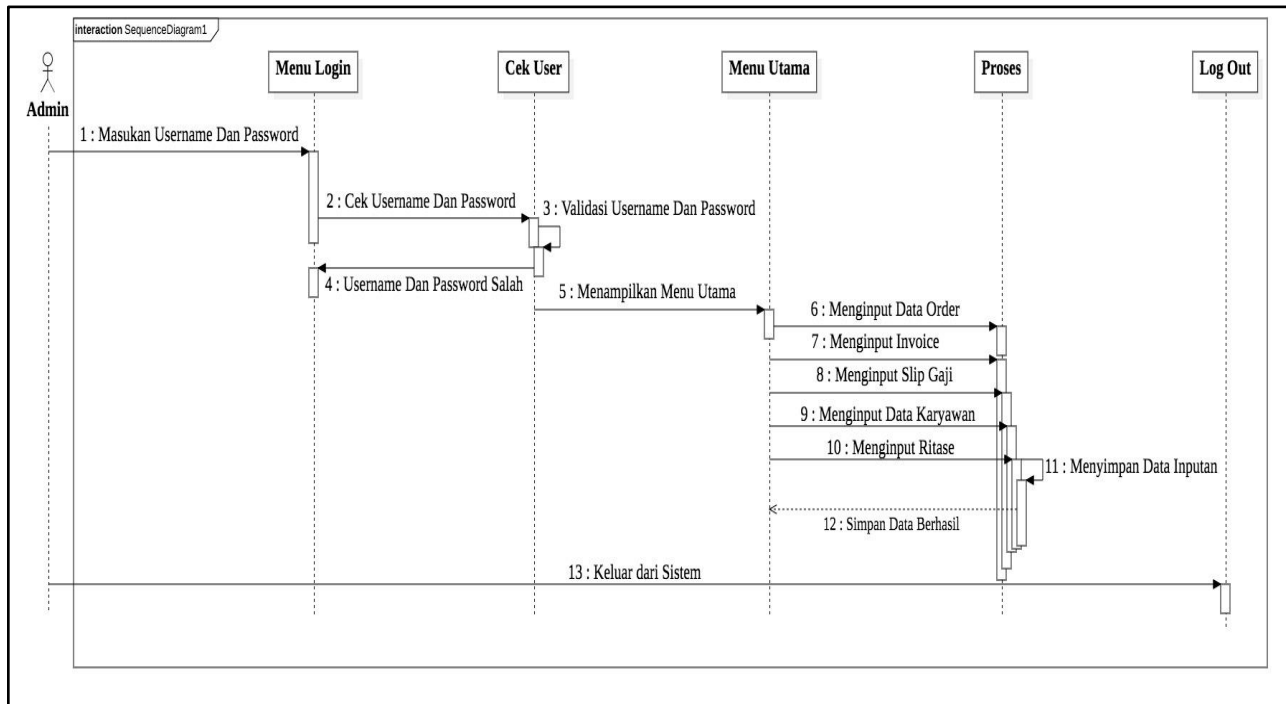 interaction SequenceDiagram1
Admin
Menu Login
Cek User
Menu Utama
Proses
Log Out
1 : Masukan Username Dan Password
2 : Cek Username Dan Password
3 : Validasi Username Dan Password
4 : Username Dan Password Salah
5 : Menampilkan Menu Utama
6 : Menginput Data Order
7 : Menginput Invoice
8 : Menginput Slip Gaji
9 : Menginput Data Karyawan
10 : Menginput Ritase
11 : Menyimpan Data Inputan
12 : Simpan Data Berhasil
13 : Keluar dari Sistem